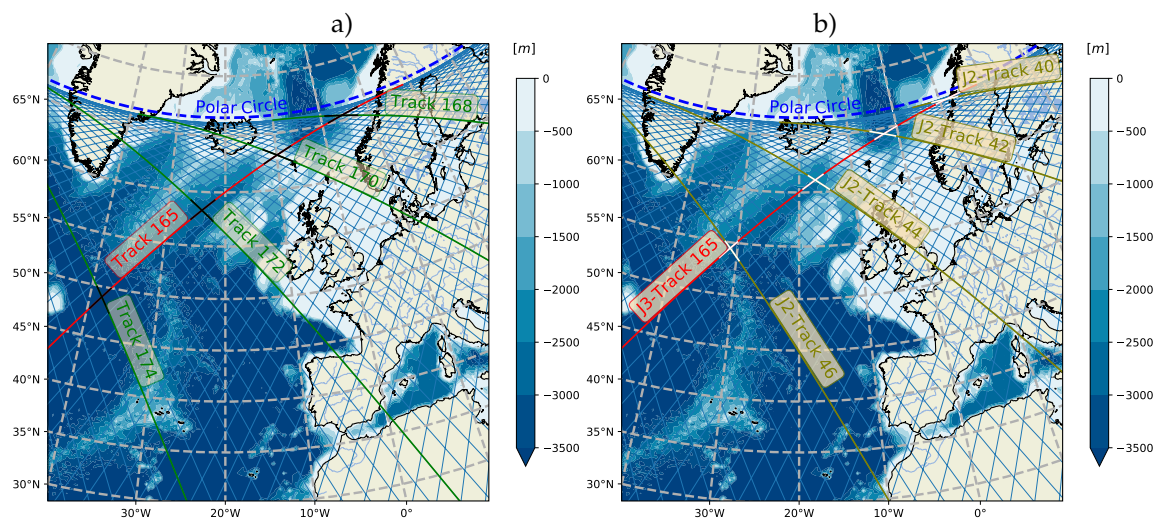 a)
b)
[m]
[m]
65°N
60°N
55°N
50°N
45°N
40°N
35°N
30°N
30°W
20°W
10°W
0°
Polar Circle
Track 168
Track 170
Track 165
Track 172
Track 174
0
−500
−1000
−1500
−2000
−2500
−3000
−3500
65°N
60°N
55°N
50°N
45°N
40°N
35°N
30°N
30°W
20°W
10°W
0°
Polar Circle
J2-Track 40
J2-Track 42
J2-Track 44
J3-Track 165
J2-Track 46
0
−500
−1000
−1500
−2000
−2500
−3000
−3500